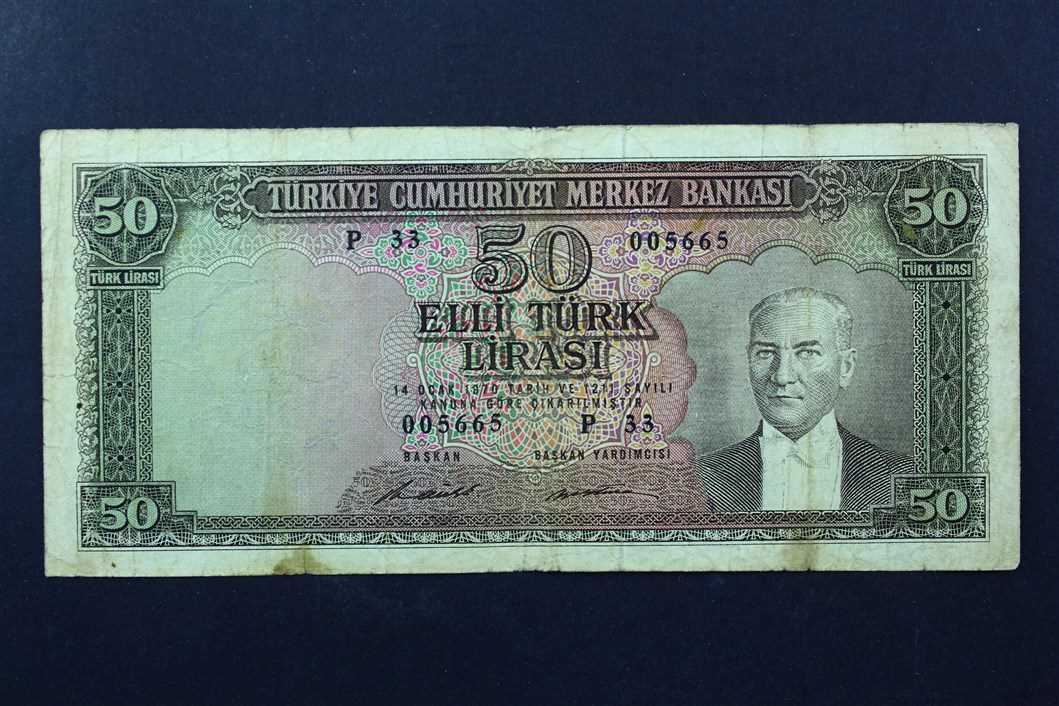 TÜRKİYE CUMHURİYET MERKEZ BANKASI
50
50
P 33
50
005665
TÜRK LİRASI
TÜRK LİRASI
ELLİ TÜRK
LİRASI
14 OCAK 1970 TARİH VE 1211 SAYILI
KANUNA GÖRE ÇIKARILMIŞTIR
005665
P 33
BAŞKAN
BAŞKAN YARDIMCISI
50
50